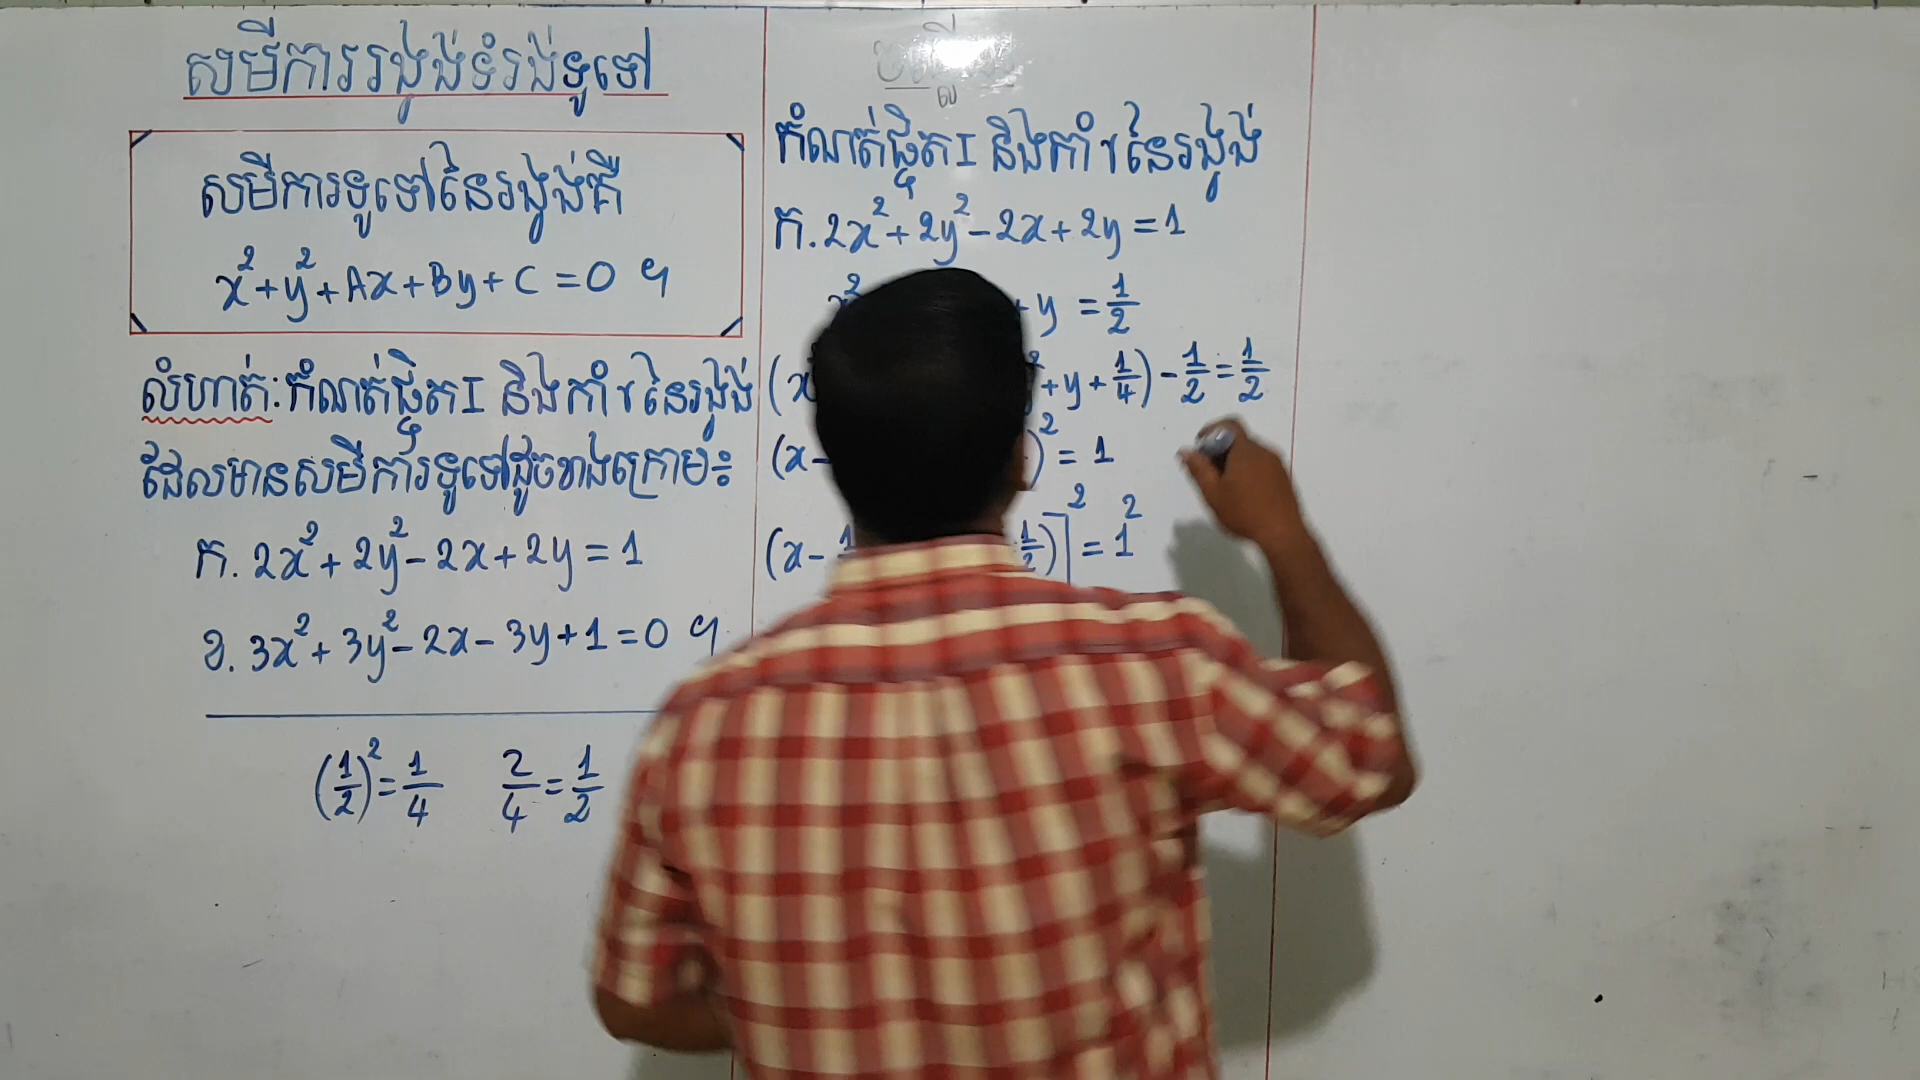 សមីការរង្វង់ទំរង់ទូទៅ
សមីការទូទៅនៃរង្វង់គឺ
x²+y²+Ax+By+C=0 ។
លំហាត់: កំណត់ផ្ចិត I និងកាំ r នៃរង្វង់
ដែលមានសមីការទូទៅដូចខាងក្រោម៖
ក. 2x²+2y²-2x+2y=1
ខ. 3x²+3y²-2x-3y+1=0 ។
(1/2)²=1/4 2/4=1/2
កំណត់ផ្ចិត I និងកាំ r នៃរង្វង់
ក. 2x²+2y²-2x+2y=1
x² +y =1/2
(x +y+1/4)-1/2=1/2
(x- )²=1
(x- 1/2)]²=1²